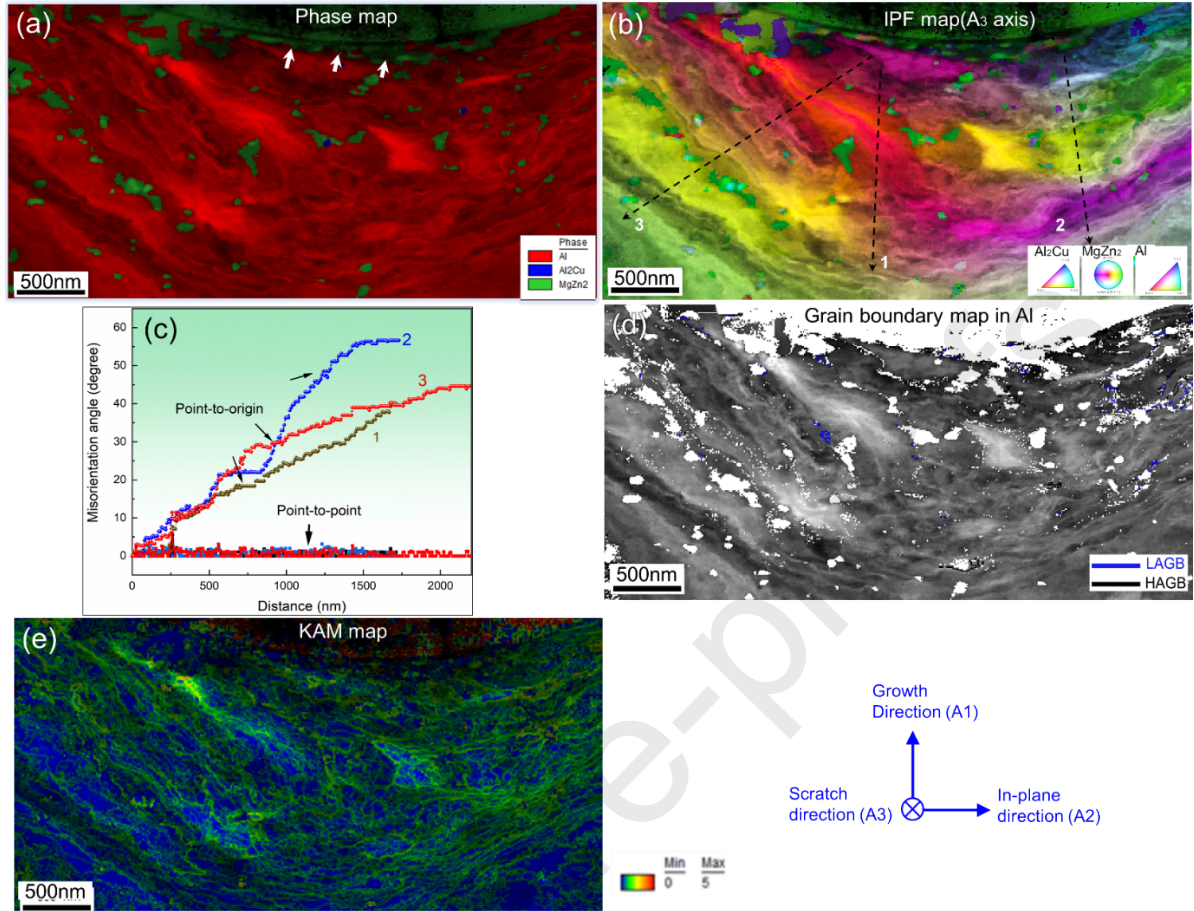 (a)
Phase map
Phase
Al
Al2Cu
MgZn2
500nm
(b)
IPF map(A3 axis)
3
1
2
Al2Cu
MgZn2
Al
500nm
(c)
Misorientation angle (degree)
60
50
40
30
20
10
0
2
3
1
Point-to-origin
Point-to-point
0
500
1000
1500
2000
Distance (nm)
(d)
Grain boundary map in Al
LAGB
HAGB
500nm
(e)
KAM map
500nm
Min Max
0 5
Growth
Direction (A1)
Scratch
direction (A3)
In-plane
direction (A2)